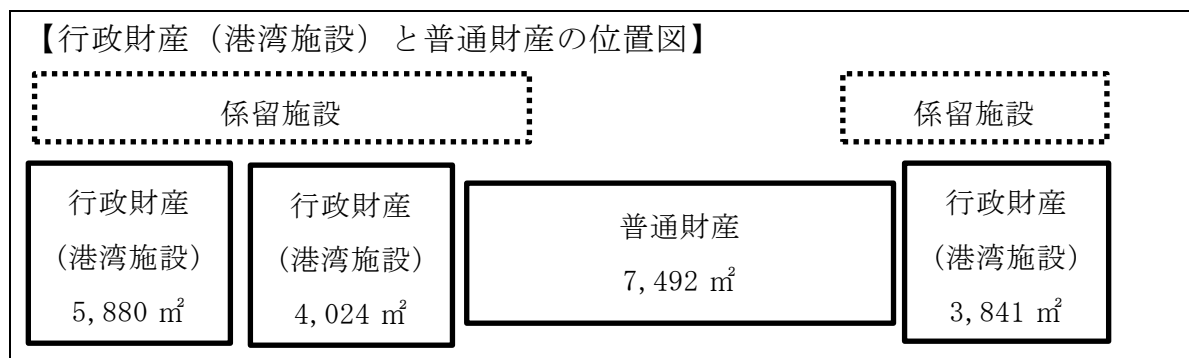 【行政財産（港湾施設）と普通財産の位置図】
係留施設
係留施設
行政財産
(港湾施設)
5,880 ㎡
行政財産
(港湾施設)
4,024 ㎡
普通財産
7,492 ㎡
行政財産
(港湾施設)
3,841 ㎡